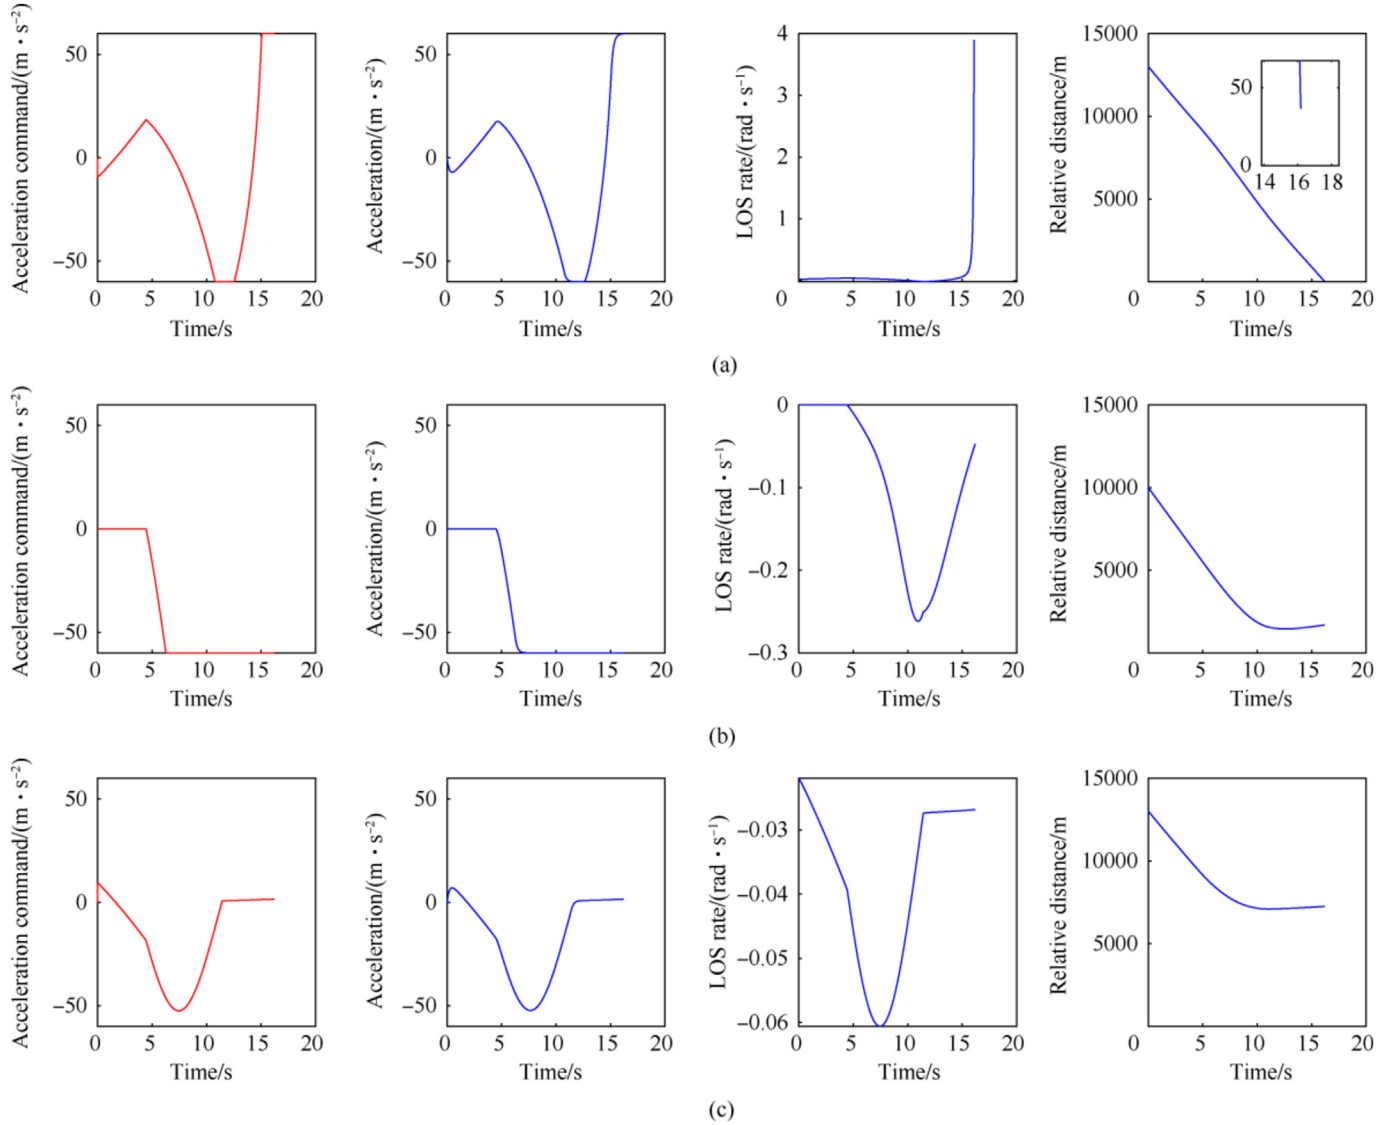 Acceleration command/(m • s⁻²)
50
0
−50
0 5 10 15 20
Time/s
Acceleration/(m • s⁻²)
50
0
−50
0 5 10 15 20
Time/s
LOS rate/(rad • s⁻¹)
4
3
2
1
0 5 10 15 20
Time/s
Relative distance/m
15000
10000
5000
0 5 10 15 20
Time/s
50
0
14 16 18
(a)
Acceleration command/(m • s⁻²)
50
0
−50
0 5 10 15 20
Time/s
Acceleration/(m • s⁻²)
50
0
−50
0 5 10 15 20
Time/s
LOS rate/(rad • s⁻¹)
0
−0.1
−0.2
−0.3
0 5 10 15 20
Time/s
Relative distance/m
15000
10000
5000
0 5 10 15 20
Time/s
(b)
Acceleration command/(m • s⁻²)
50
0
−50
0 5 10 15 20
Time/s
Acceleration/(m • s⁻²)
50
0
−50
0 5 10 15 20
Time/s
LOS rate/(rad • s⁻¹)
−0.03
−0.04
−0.05
−0.06
0 5 10 15 20
Time/s
Relative distance/m
15000
10000
5000
0 5 10 15 20
Time/s
(c)